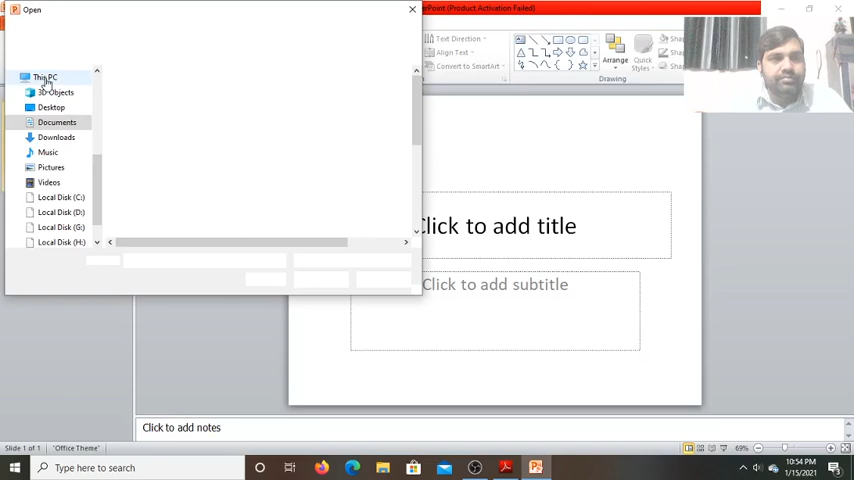 Open
PowerPoint (Product Activation Failed)
Text Direction
Align Text
Convert to SmartArt
Arrange
Quick
Styles
Drawing
This PC
3D Objects
Desktop
Documents
Downloads
Music
Pictures
Videos
Local Disk (C:)
Local Disk (D:)
Local Disk (G:)
Local Disk (H:)
Click to add title
Click to add subtitle
Click to add notes
Slide 1 of 1
"Office Theme"
69%
Type here to search
10:54 PM
1/15/2021